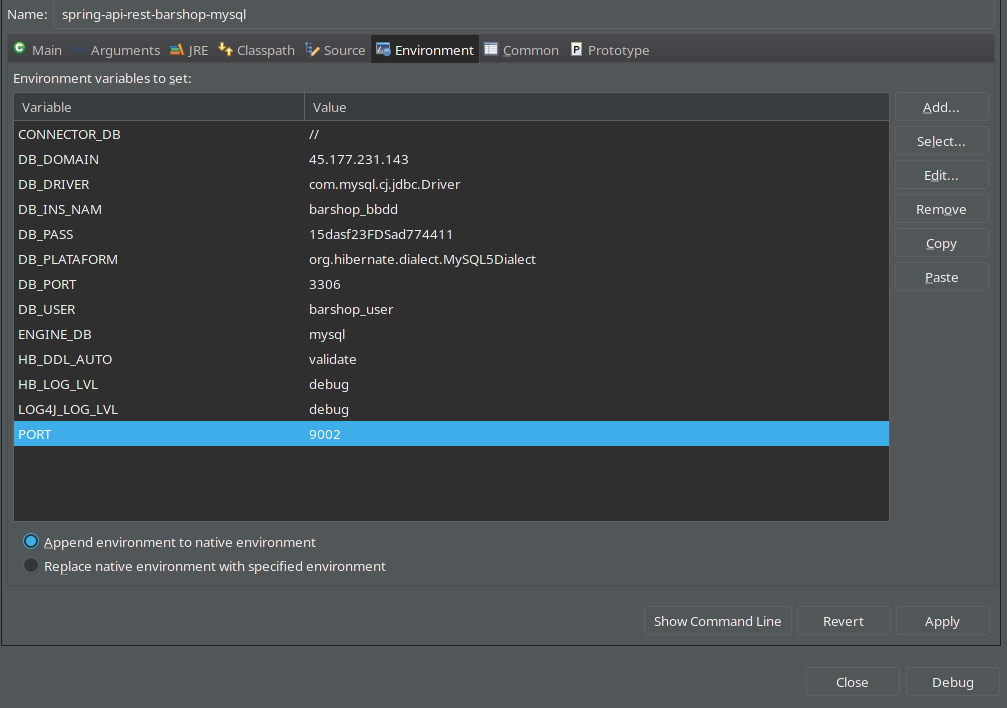 Name: spring-api-rest-barshop-mysql
Main Arguments JRE Classpath Source Environment Common Prototype
Environment variables to set:
Variable Value Add...
CONNECTOR_DB //
Select...
DB_DOMAIN 45.177.231.143
DB_DRIVER com.mysql.cj.jdbc.Driver Edit...
DB_INS_NAM barshop_bbdd Remove
DB_PASS 15dasf23FDSad774411
Copy
DB_PLATAFORM org.hibernate.dialect.MySQL5Dialect
DB_PORT 3306 Paste
DB_USER barshop_user
ENGINE_DB mysql
HB_DDL_AUTO validate
HB_LOG_LVL debug
LOG4J_LOG_LVL debug
PORT 9002
Append environment to native environment
Replace native environment with specified environment
Show Command Line Revert Apply
Close Debug